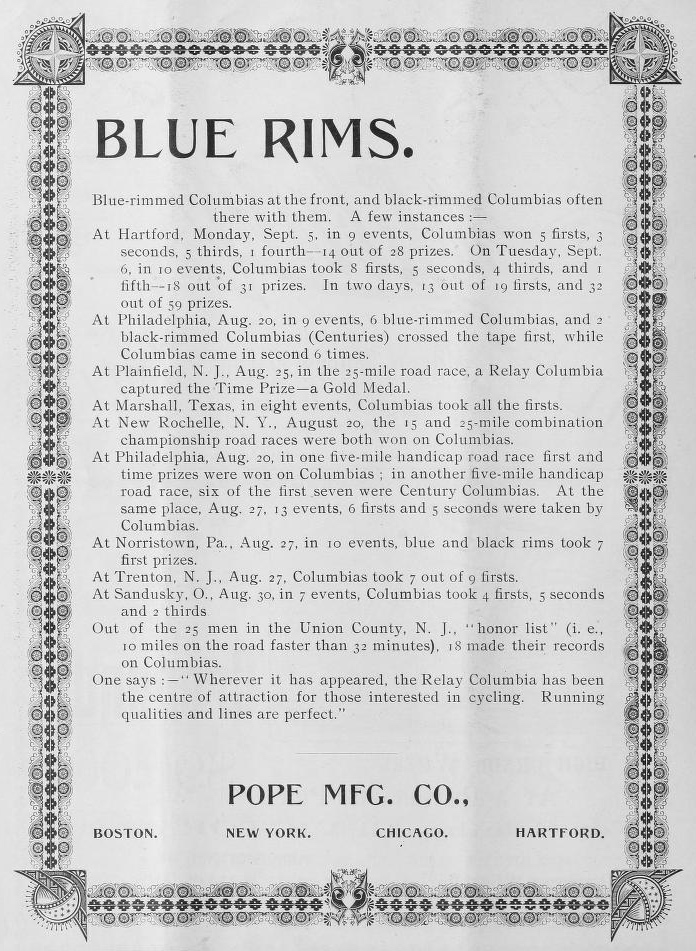 BLUE RIMS.
Blue-rimmed Columbias at the front, and black-rimmed Columbias often
there with them. A few instances :—
At Hartford, Monday, Sept. 5, in 9 events, Columbias won 5 firsts, 3
seconds, 5 thirds, 1 fourth—14 out of 28 prizes. On Tuesday, Sept.
6, in 10 events, Columbias took 8 firsts, 5 seconds, 4 thirds, and 1
fifth—18 out of 31 prizes. In two days, 13 out of 19 firsts, and 32
out of 59 prizes.
At Philadelphia, Aug. 20, in 9 events, 6 blue-rimmed Columbias, and 2
black-rimmed Columbias (Centuries) crossed the tape first, while
Columbias came in second 6 times.
At Plainfield, N. J., Aug. 25, in the 25-mile road race, a Relay Columbia
captured the Time Prize—a Gold Medal.
At Marshall, Texas, in eight events, Columbias took all the firsts.
At New Rochelle, N. Y., August 20, the 15 and 25-mile combination
championship road races were both won on Columbias.
At Philadelphia, Aug. 20, in one five-mile handicap road race first and
time prizes were won on Columbias ; in another five-mile handicap
road race, six of the first seven were Century Columbias. At the
same place, Aug. 27, 13 events, 6 firsts and 5 seconds were taken by
Columbias.
At Norristown, Pa., Aug. 27, in 10 events, blue and black rims took 7
first prizes.
At Trenton, N. J., Aug. 27, Columbias took 7 out of 9 firsts.
At Sandusky, O., Aug. 30, in 7 events, Columbias took 4 firsts, 5 seconds
and 2 thirds
Out of the 25 men in the Union County, N. J., "honor list" (i. e.,
10 miles on the road faster than 32 minutes), 18 made their records
on Columbias.
One says :—"Wherever it has appeared, the Relay Columbia has been
the centre of attraction for those interested in cycling. Running
qualities and lines are perfect."
POPE MFG. CO.,
BOSTON. NEW YORK. CHICAGO. HARTFORD.